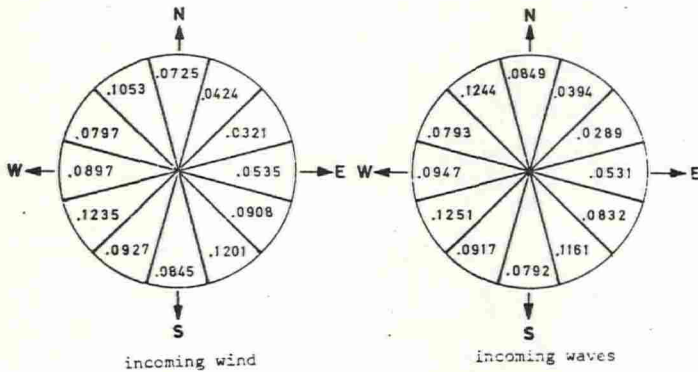 N N
.1053 .0725 .0424 .1244 .0849 .0394
.0797 .0321 .0793 .0289
W .0897 .0535 E W .0947 .0531 E
.1235 .0908 .1251 .0832
.0927 .0845 .1201 .0917 .0792 .1161
S S
incoming wind incoming waves